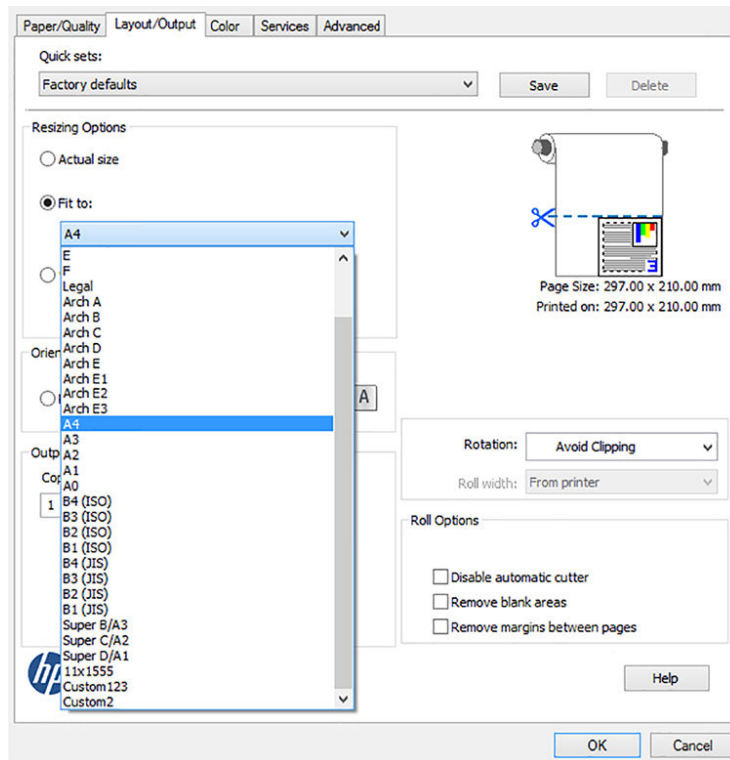 Paper/Quality Layout/Output Color Services Advanced
Quick sets:
Factory defaults Save Delete
Resizing Options
Actual size
Fit to:
A4
E
F
Legal
Arch A
Arch B
Arch C
Arch D
Arch E
Arch E1
Arch E2
Arch E3
A4
A3
A2
A1
A0
B4 (ISO)
B3 (ISO)
B2 (ISO)
B1 (ISO)
B4 (JIS)
B3 (JIS)
B2 (JIS)
B1 (JIS)
Super B/A3
Super C/A2
Super D/A1
11x1555
Custom123
Custom2
Orien
A
Outp
Co
1
Page Size: 297.00 x 210.00 mm
Printed on: 297.00 x 210.00 mm
Rotation: Avoid Clipping
Roll width: From printer
Roll Options
Disable automatic cutter
Remove blank areas
Remove margins between pages
hp
Help
OK Cancel